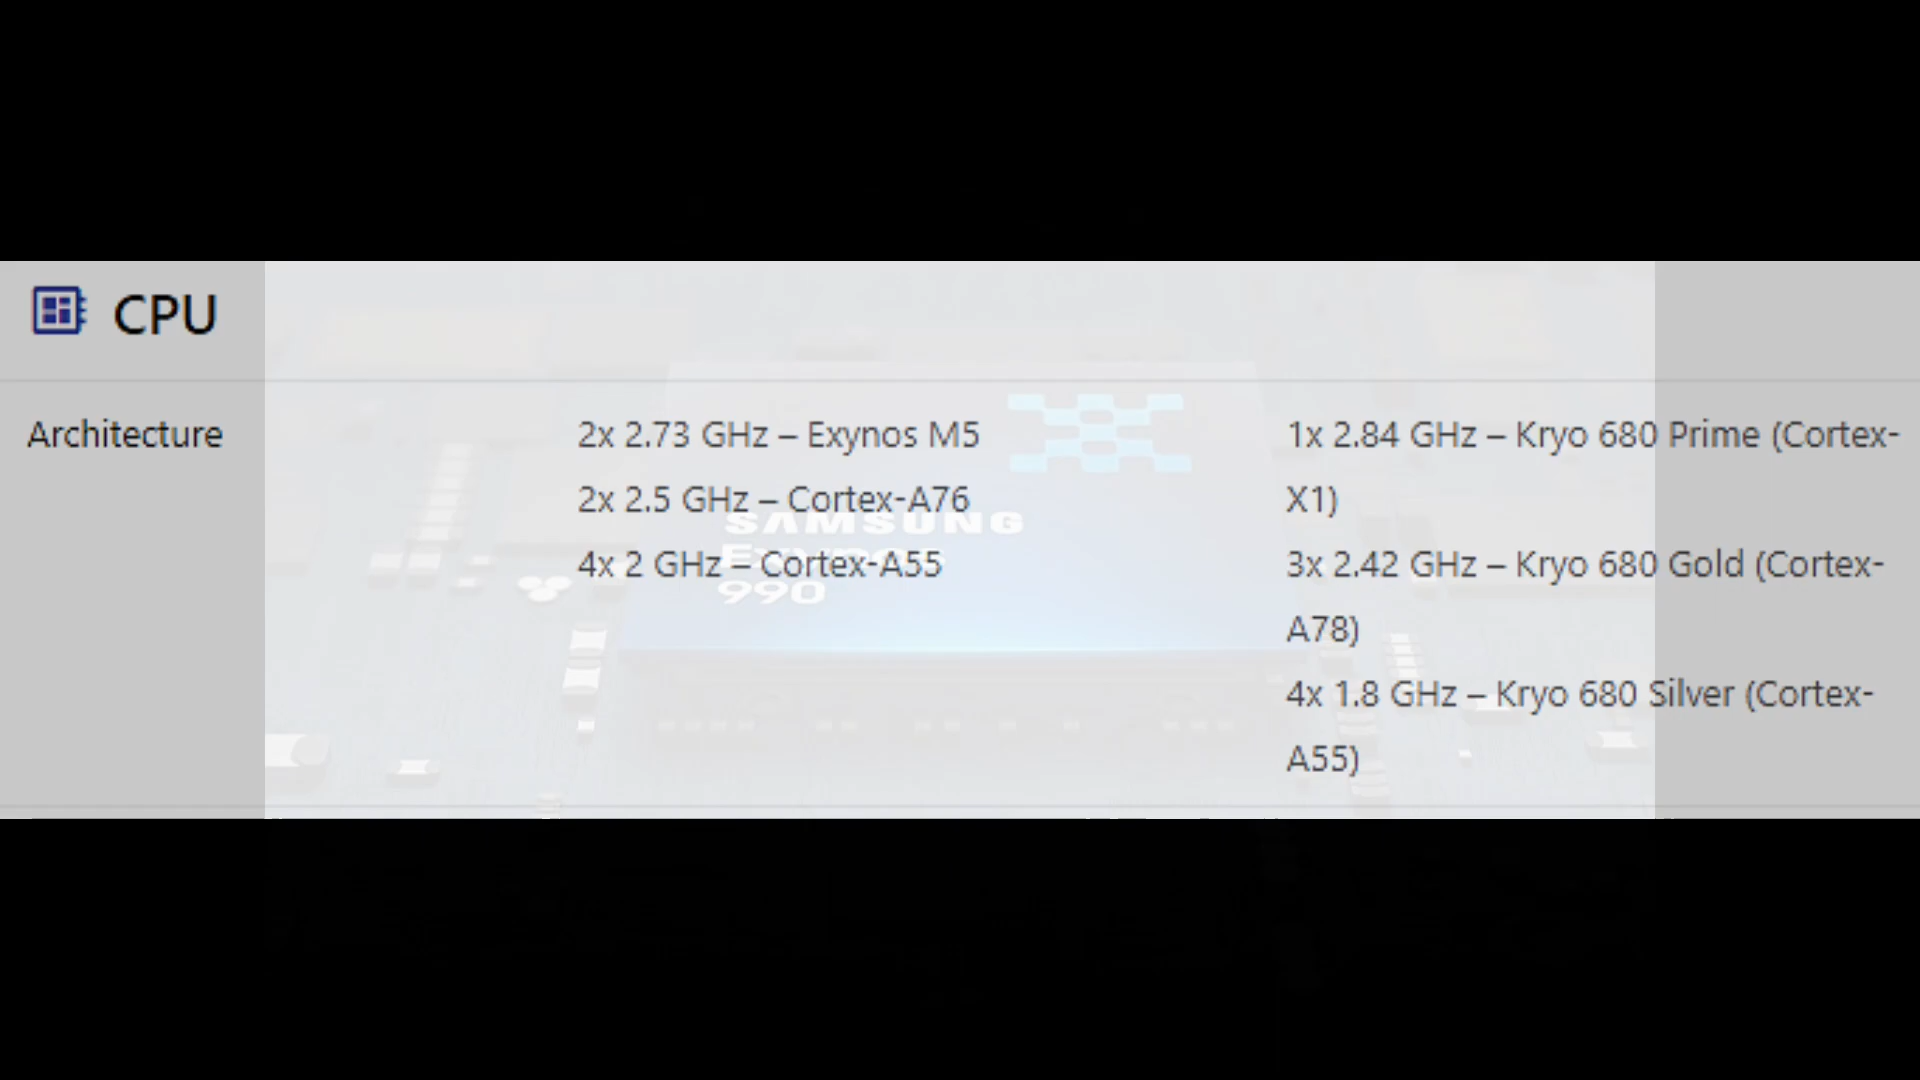 CPU
Architecture
2x 2.73 GHz – Exynos M5
2x 2.5 GHz – Cortex-A76
4x 2 GHz – Cortex-A55
1x 2.84 GHz – Kryo 680 Prime (Cortex-
X1)
3x 2.42 GHz – Kryo 680 Gold (Cortex-
A78)
4x 1.8 GHz – Kryo 680 Silver (Cortex-
A55)
SAMSUNG
Exynos
990